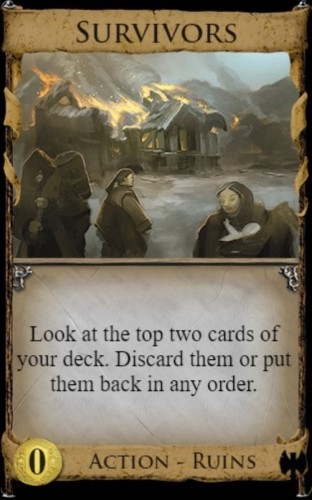 SURVIVORS
Look at the top two cards of
your deck. Discard them or put
them back in any order.
0 ACTION - RUINS